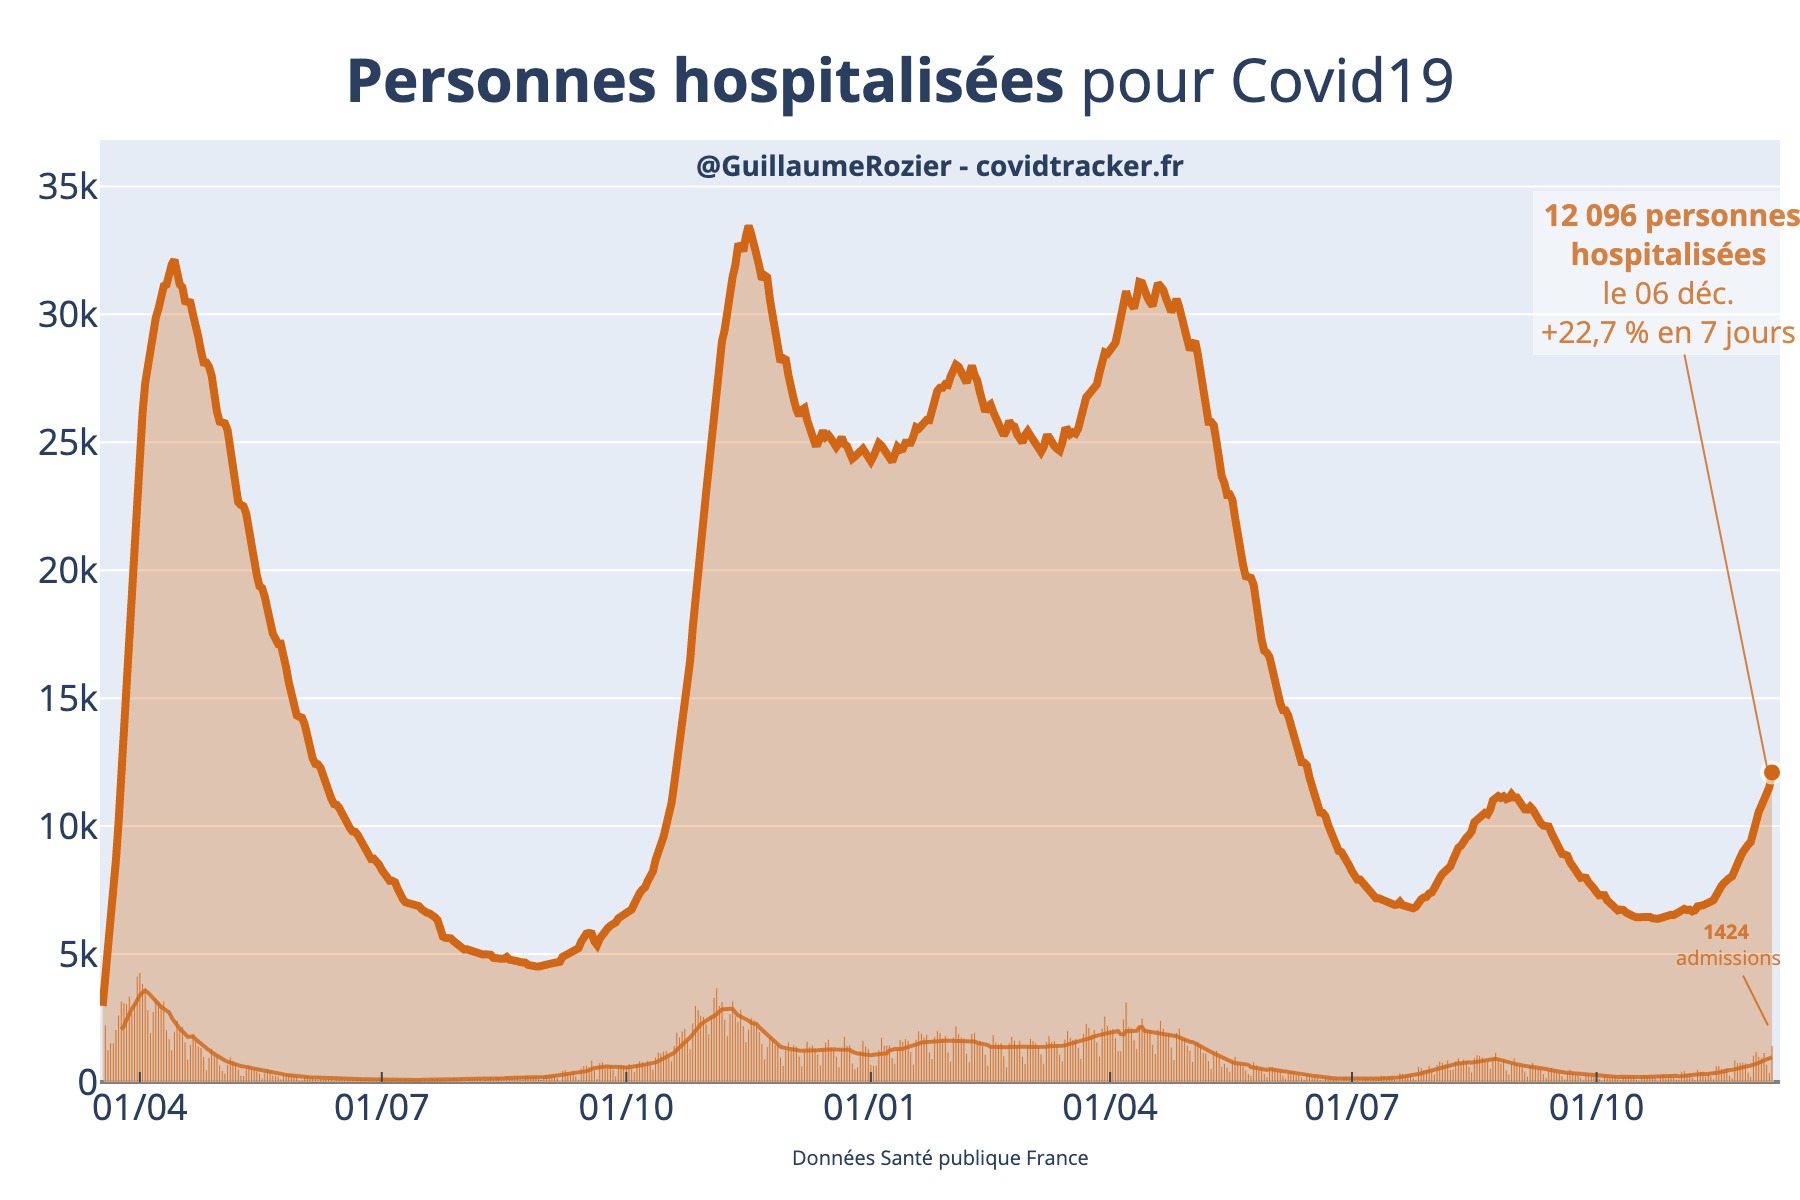 Personnes hospitalisées pour Covid19
@GuillaumeRozier - covidtracker.fr
35k
30k
25k
20k
15k
10k
5k
0
12 096 personnes
hospitalisées
le 06 déc.
+22,7 % en 7 jours
1424
admissions
01/04
01/07
01/10
01/01
01/04
01/07
01/10
Données Santé publique France